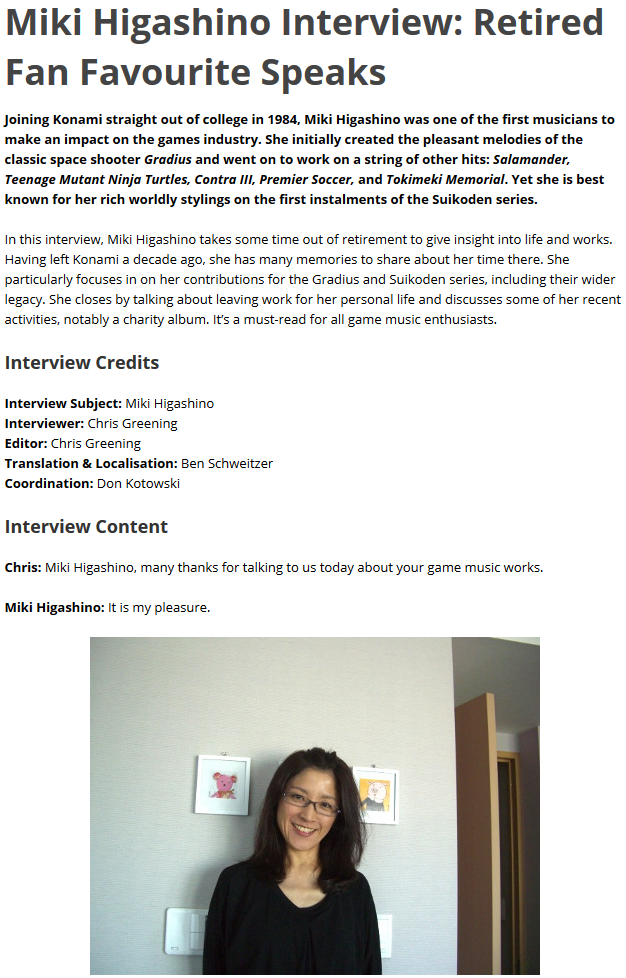 Miki Higashino Interview: Retired
Fan Favourite Speaks
Joining Konami straight out of college in 1984, Miki Higashino was one of the first musicians to
make an impact on the games industry. She initially created the pleasant melodies of the
classic space shooter Gradius and went on to work on a string of other hits: Salamander,
Teenage Mutant Ninja Turtles, Contra III, Premier Soccer, and Tokimeki Memorial. Yet she is best
known for her rich worldly stylings on the first instalments of the Suikoden series.
In this interview, Miki Higashino takes some time out of retirement to give insight into life and works.
Having left Konami a decade ago, she has many memories to share about her time there. She
particularly focuses in on her contributions for the Gradius and Suikoden series, including their wider
legacy. She closes by talking about leaving work for her personal life and discusses some of her recent
activities, notably a charity album. It’s a must-read for all game music enthusiasts.
Interview Credits
Interview Subject: Miki Higashino
Interviewer: Chris Greening
Editor: Chris Greening
Translation & Localisation: Ben Schweitzer
Coordination: Don Kotowski
Interview Content
Chris: Miki Higashino, many thanks for talking to us today about your game music works.
Miki Higashino: It is my pleasure.